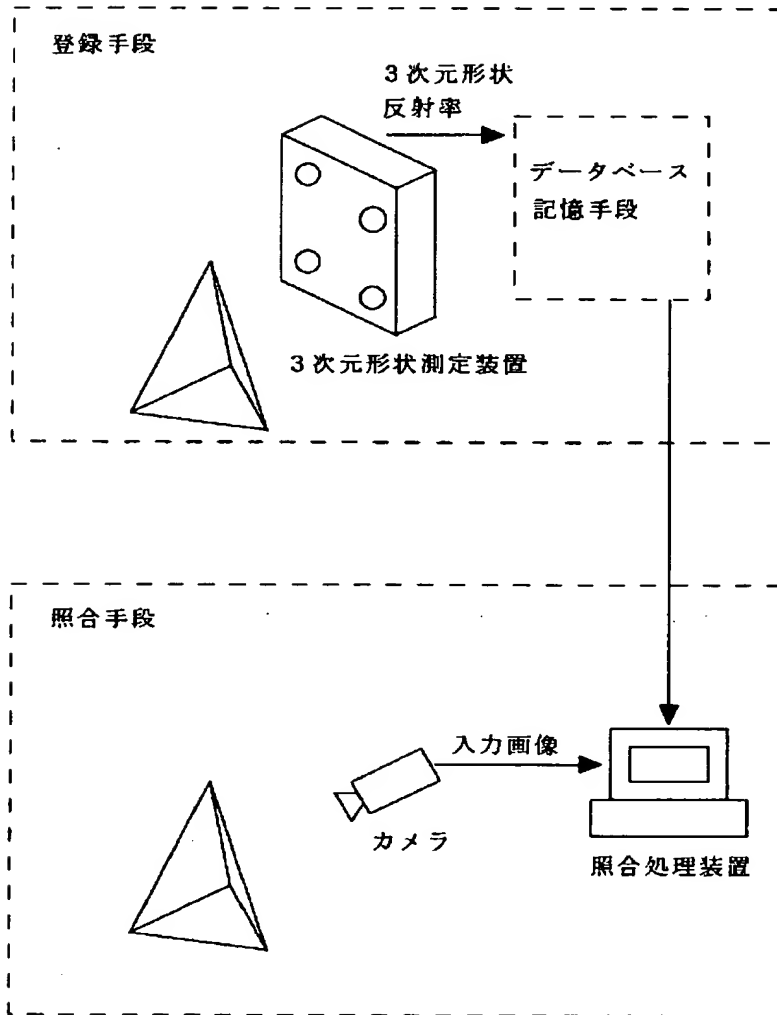 登録手段
3次元形状
反射率
データベース
記憶手段
3次元形状測定装置
照合手段
入力画像
カメラ
照合処理装置